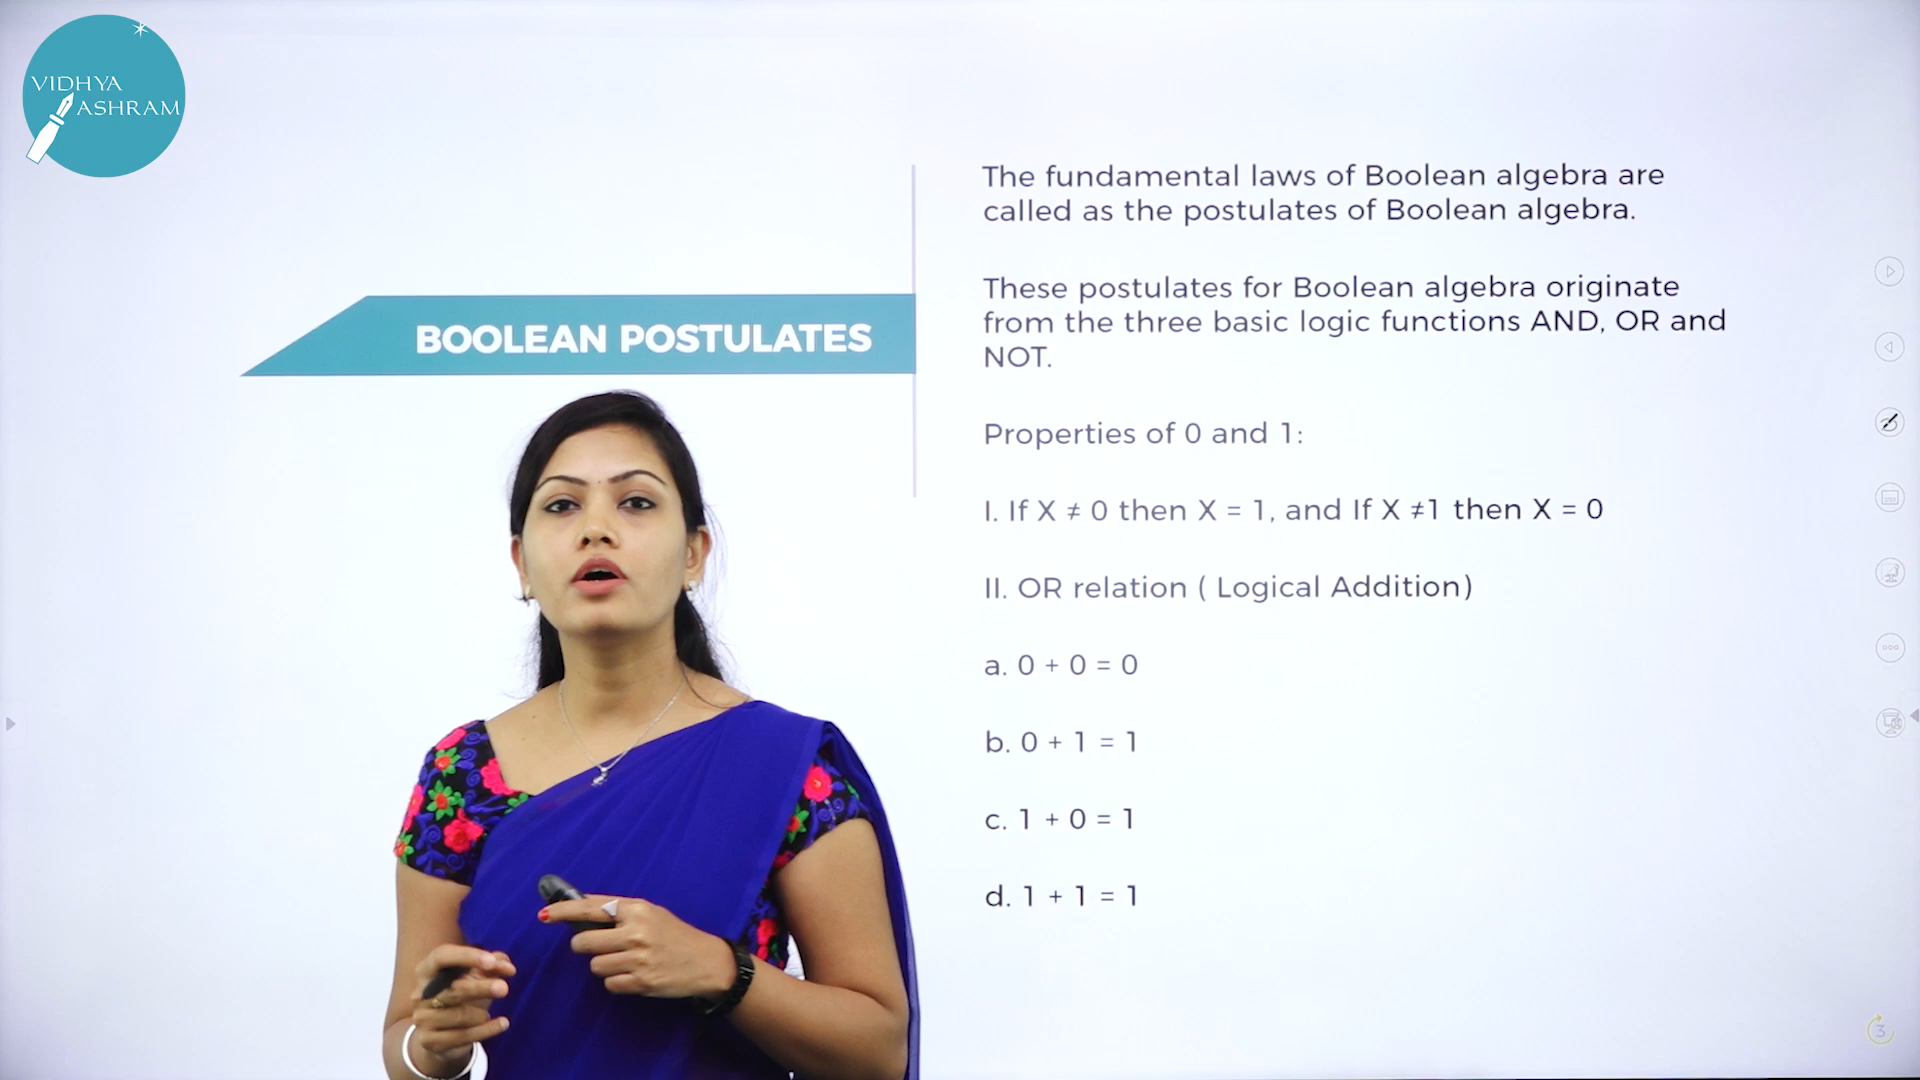 VIDHYA
ASHRAM
BOOLEAN POSTULATES
The fundamental laws of Boolean algebra are
called as the postulates of Boolean algebra.
These postulates for Boolean algebra originate
from the three basic logic functions AND, OR and
NOT.
Properties of 0 and 1:
I. If X ≠ 0 then X = 1, and If X ≠1 then X = 0
II. OR relation ( Logical Addition)
a. 0 + 0 = 0
b. 0 + 1 = 1
c. 1 + 0 = 1
d. 1 + 1 = 1
3